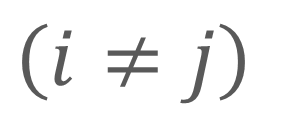 (i ≠ j)